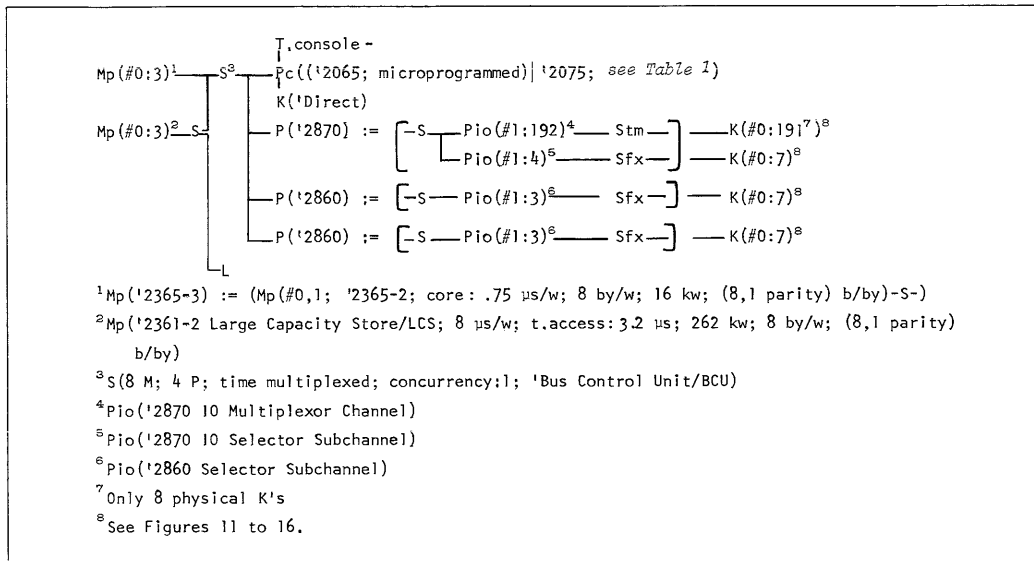 T.console -
Mp(#0:3)¹ S³ Pc(('2065; microprogrammed)| '2075; see Table 1)
K('Direct)
Mp(#0:3)² S P('2870) := [-S Pio(#1:192)⁴ Stm ] K(#0:191⁷)⁸
Pio(#1:4)⁵ Sfx K(#0:7)⁸
P('2860) := [-S Pio(#1:3)⁶ Sfx ] K(#0:7)⁸
P('2860) := [-S Pio(#1:3)⁶ Sfx ] K(#0:7)⁸
L
¹Mp('2365-3) := (Mp(#0,1; '2365-2; core: .75 µs/w; 8 by/w; 16 kw; (8,1 parity) b/by)-S-)
²Mp('2361-2 Large Capacity Store/LCS; 8 µs/w; t.access: 3.2 µs; 262 kw; 8 by/w; (8,1 parity)
b/by)
³S(8 M; 4 P; time multiplexed; concurrency:1; 'Bus Control Unit/BCU)
⁴Pio('2870 IO Multiplexor Channel)
⁵Pio('2870 IO Selector Subchannel)
⁶Pio('2860 Selector Subchannel)
⁷Only 8 physical K's
⁸See Figures 11 to 16.